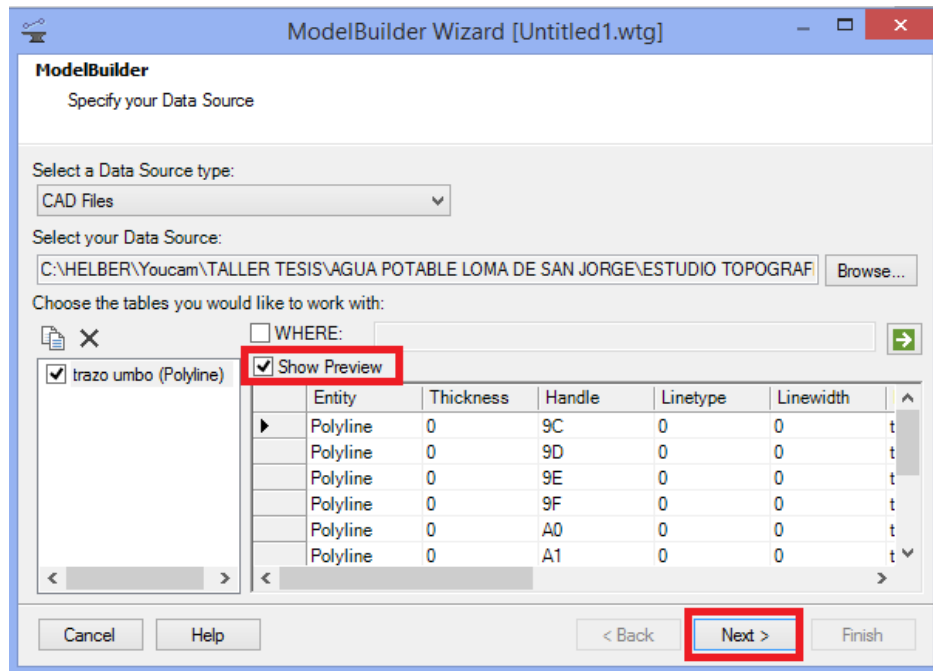 ModelBuilder Wizard [Untitled1.wtg]
ModelBuilder
Specify your Data Source
Select a Data Source type:
CAD Files
Select your Data Source:
C:\HELBER\Youcam\TALLER TESIS\AGUA POTABLE LOMA DE SAN JORGE\ESTUDIO TOPOGRAFI Browse...
Choose the tables you would like to work with:
WHERE:
trazo umbo (Polyline) Show Preview
Entity Thickness Handle Linetype Linewidth
Polyline 0 9C 0 0 t
Polyline 0 9D 0 0 t
Polyline 0 9E 0 0 t
Polyline 0 9F 0 0 t
Polyline 0 A0 0 0 t
Polyline 0 A1 0 0 t
Cancel Help < Back Next > Finish